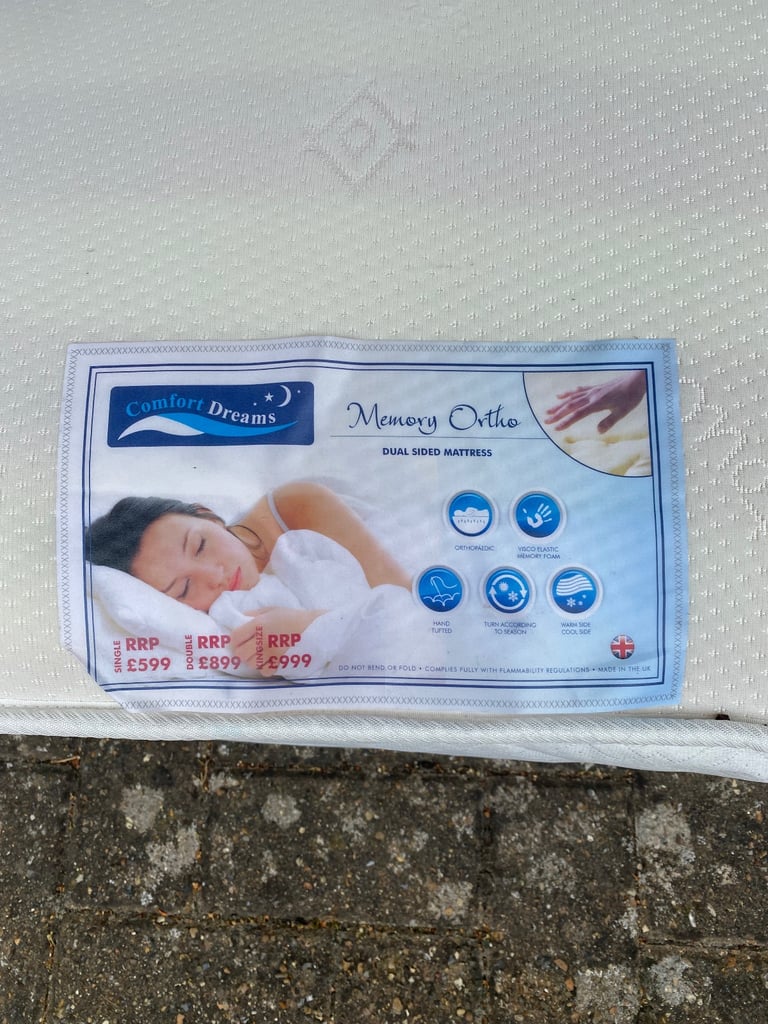 Comfort Dreams
Memory Ortho
DUAL SIDED MATTRESS
ORTHOPAEDIC
VISCO ELASTIC
MEMORY FOAM
HAND
TUFTED
TURN ACCORDING
TO SEASON
WARM SIDE
COOL SIDE
SINGLE RRP
£599
DOUBLE RRP
£899
KINGSIZE RRP
£999
DO NOT BEND OR FOLD • COMPLIES FULLY WITH FLAMMABILITY REGULATIONS • MADE IN THE UK